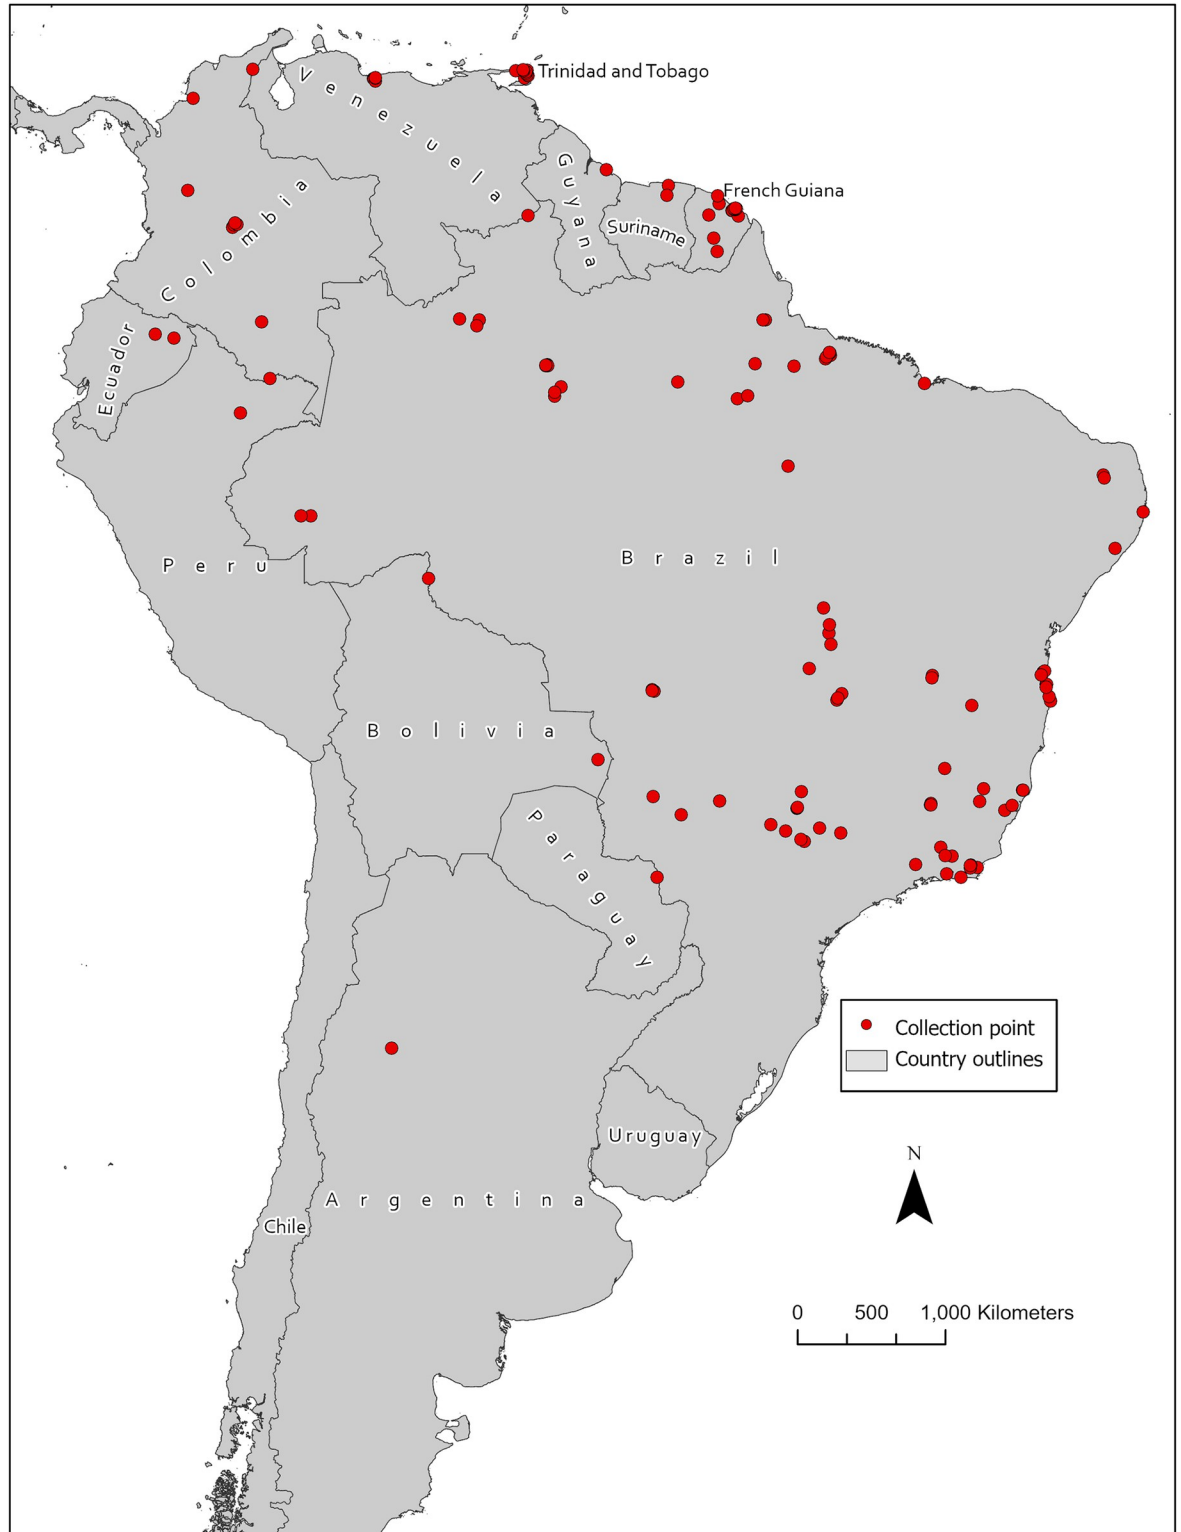 Trinidad and Tobago
Venezuela
Guyana
French Guiana
Suriname
Colombia
Ecuador
Peru
Brazil
Bolivia
Paraguay
Collection point
Country outlines
Uruguay
N
Argentina
Chile
0 500 1,000 Kilometers